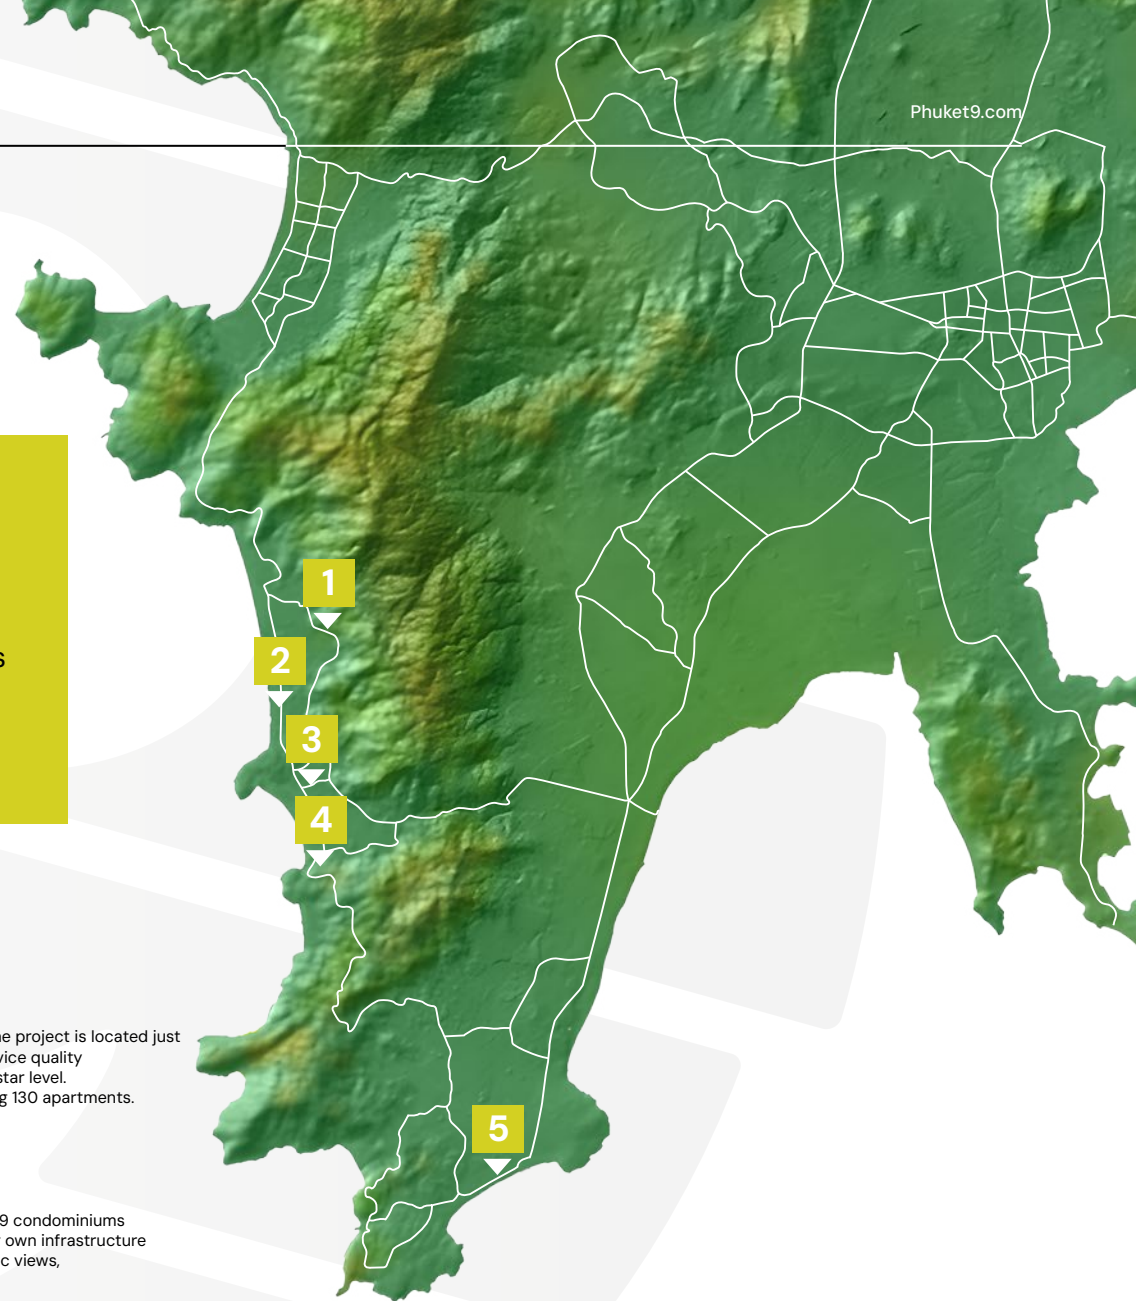 Phuket9.com
1
2
3
4
5
s
e project is located just
vice quality
star level.
g 130 apartments.
9 condominiums
own infrastructure
c views,